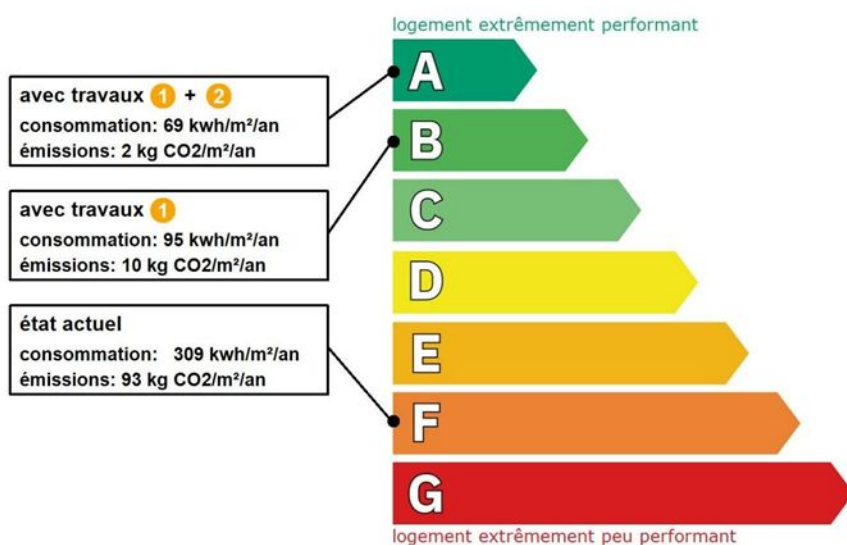 logement extrêmement performant
avec travaux 1 + 2
consommation: 69 kwh/m²/an
émissions: 2 kg CO2/m²/an
avec travaux 1
consommation: 95 kwh/m²/an
émissions: 10 kg CO2/m²/an
état actuel
consommation: 309 kwh/m²/an
émissions: 93 kg CO2/m²/an
A
B
C
D
E
F
G
logement extrêmement peu performant